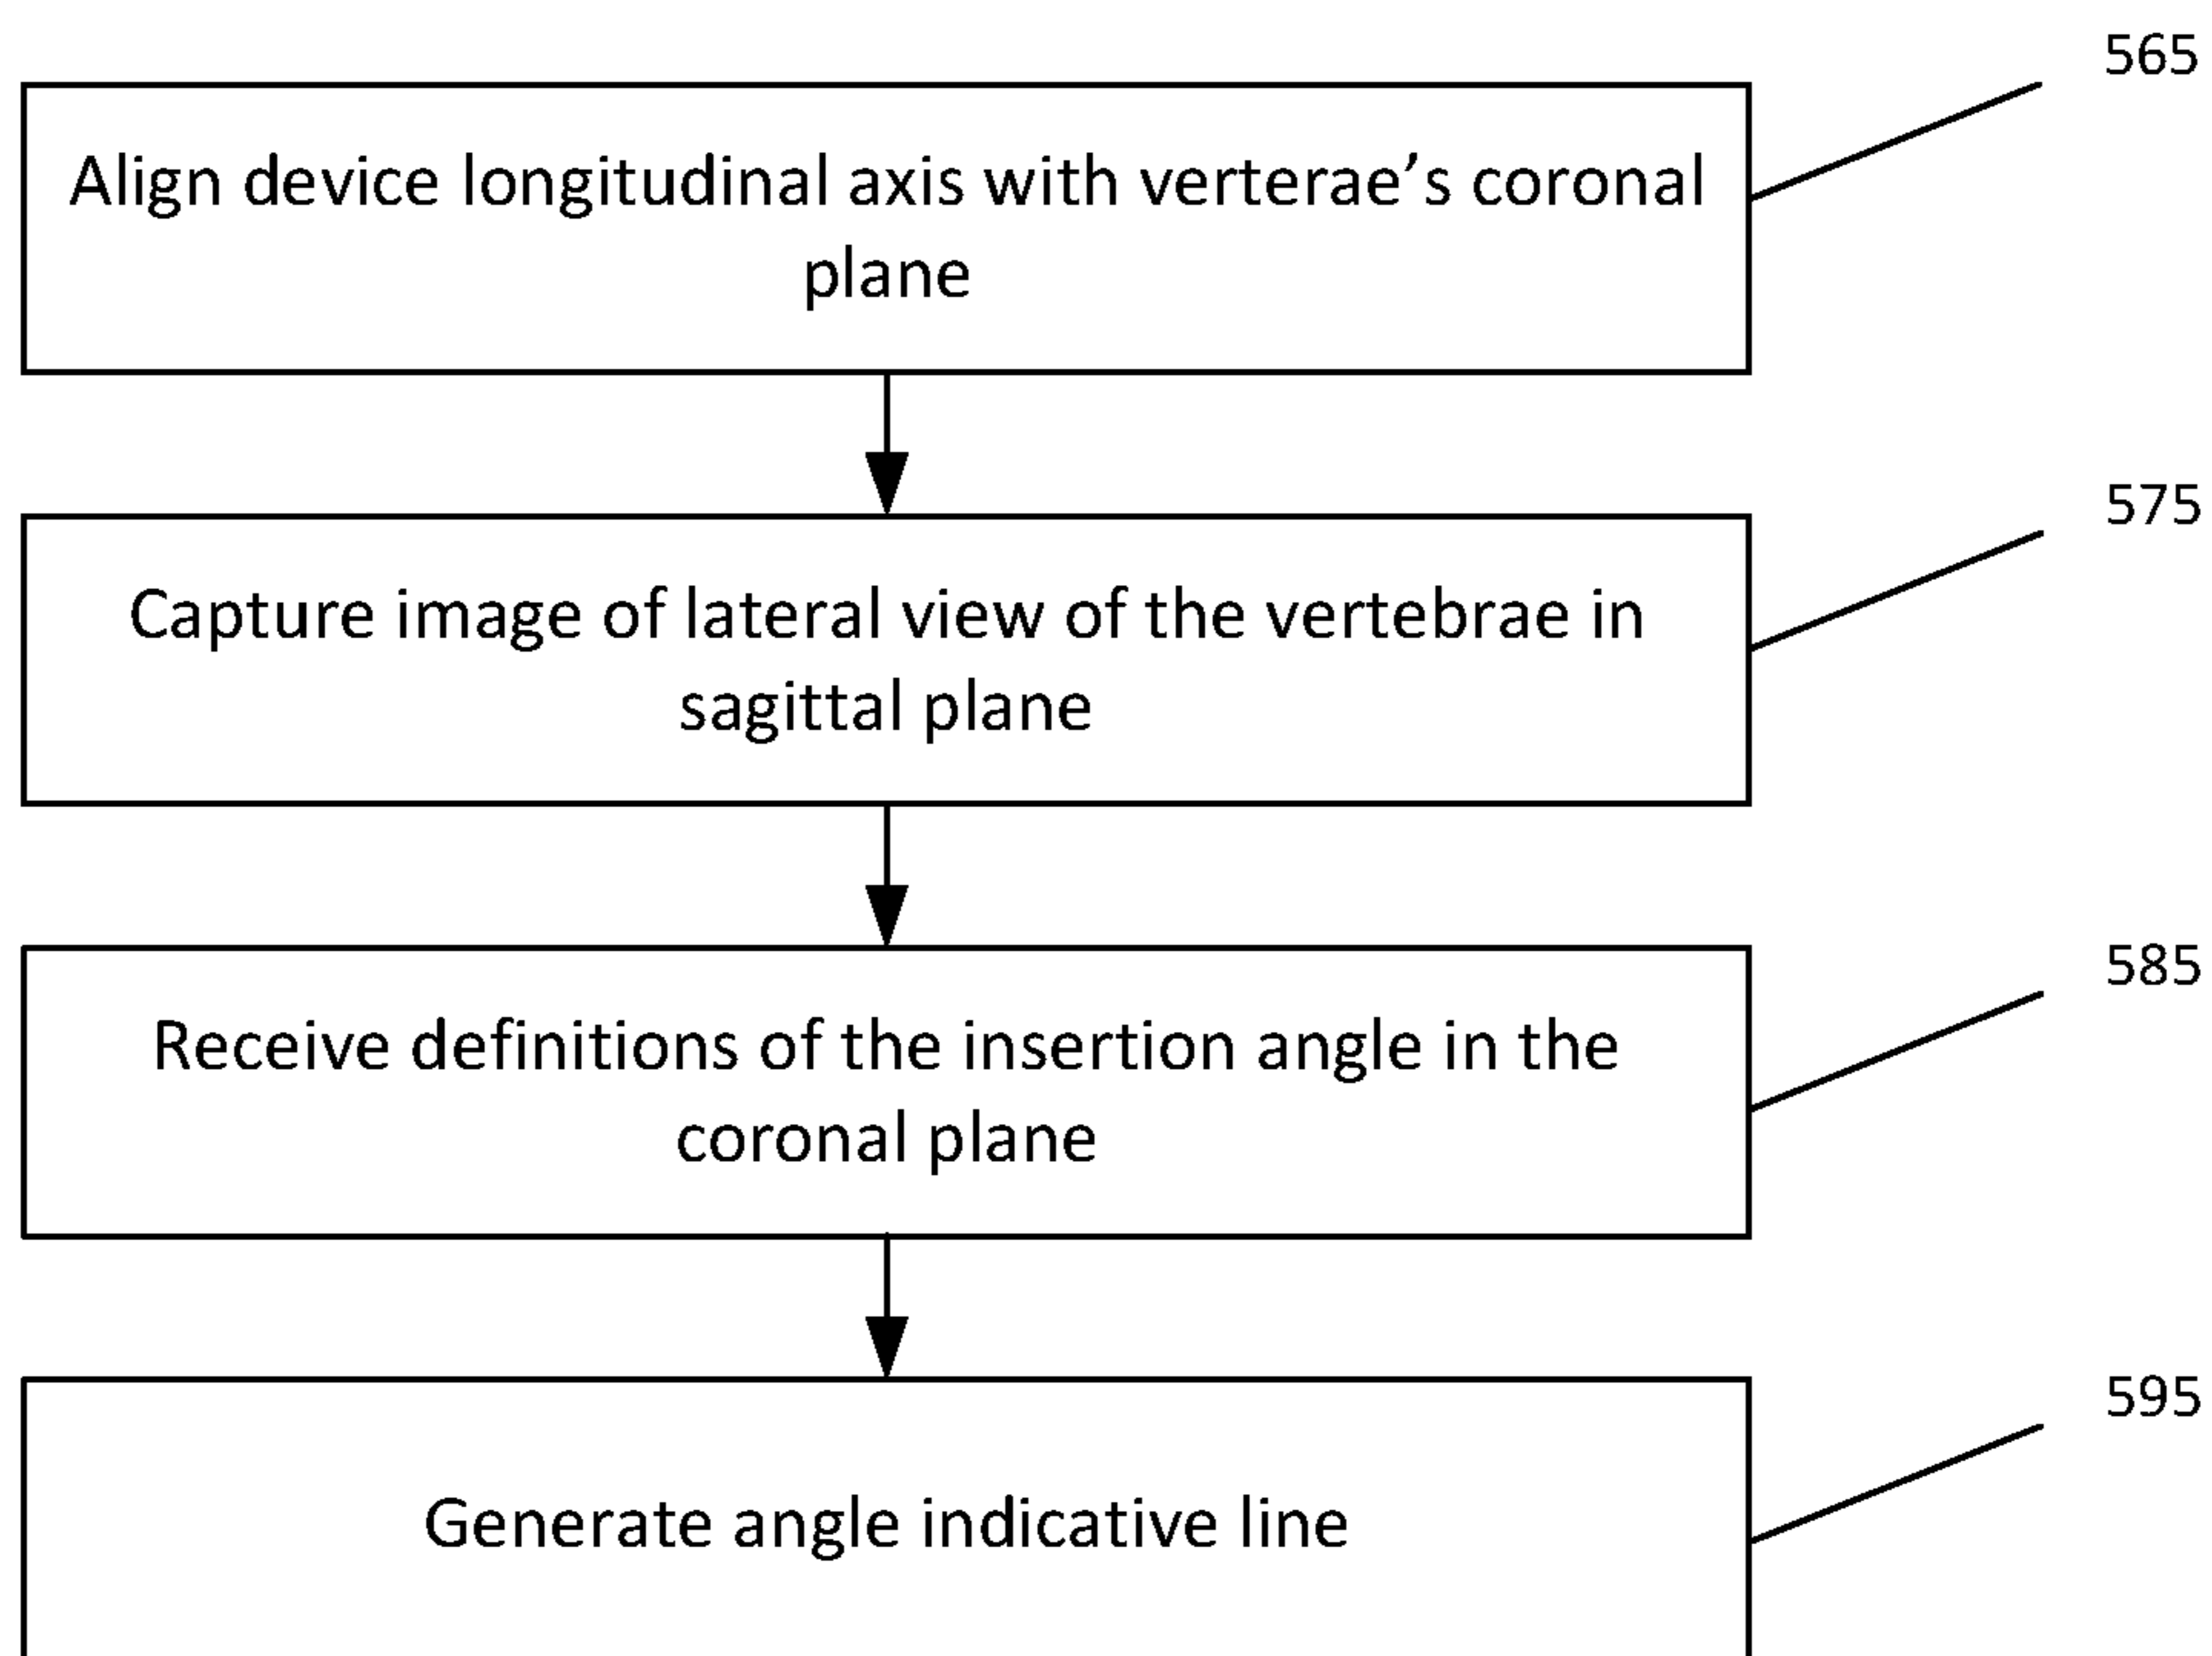 565
Align device longitudinal axis with verterae’s coronal
plane
575
Capture image of lateral view of the vertebrae in
sagittal plane
585
Receive definitions of the insertion angle in the
coronal plane
595
Generate angle indicative line